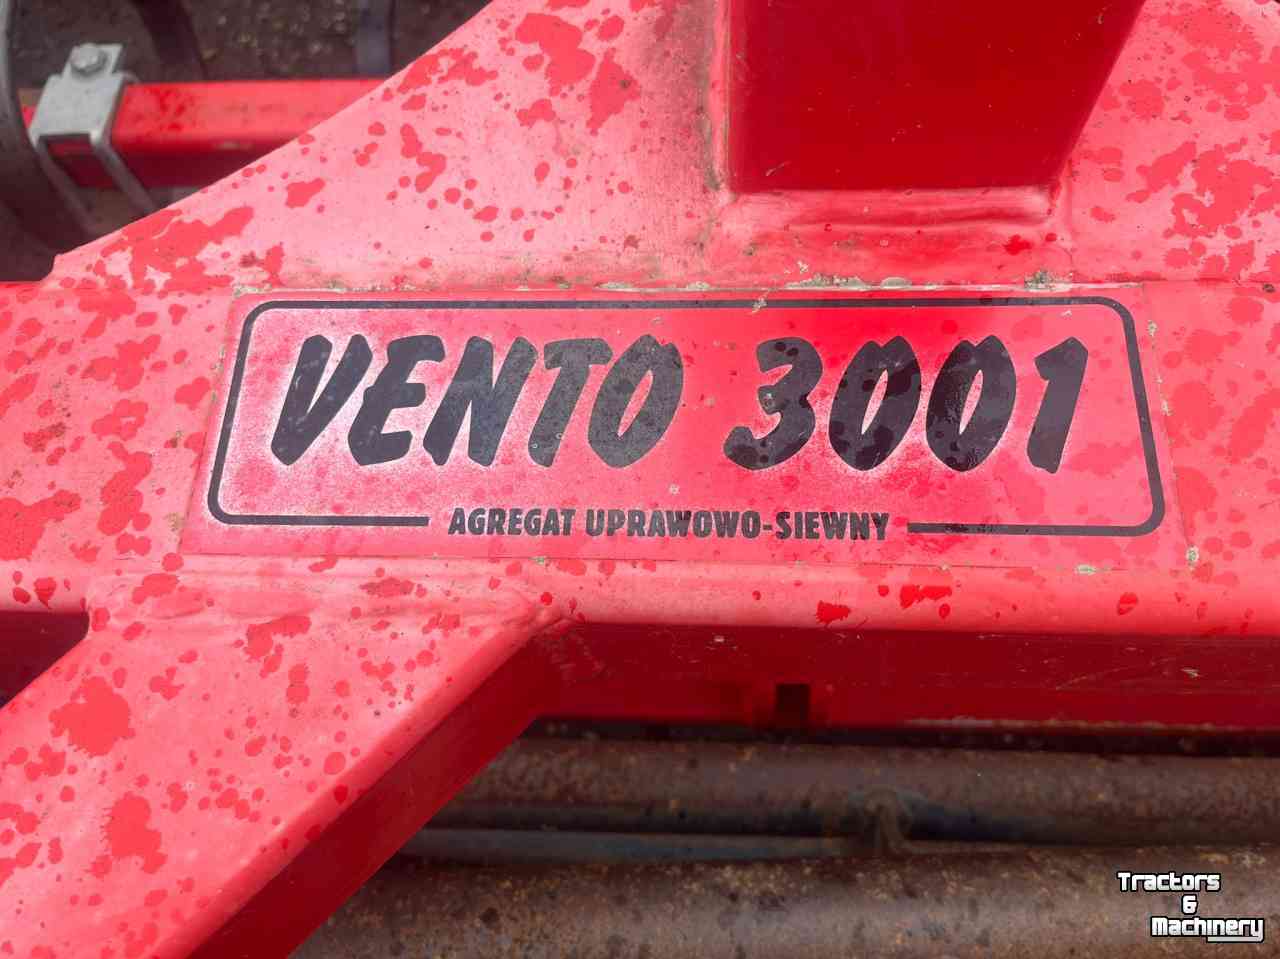 VENTO 3001
AGREGAT UPRAWOWO-SIEWNY
Tractors
&
Machinery